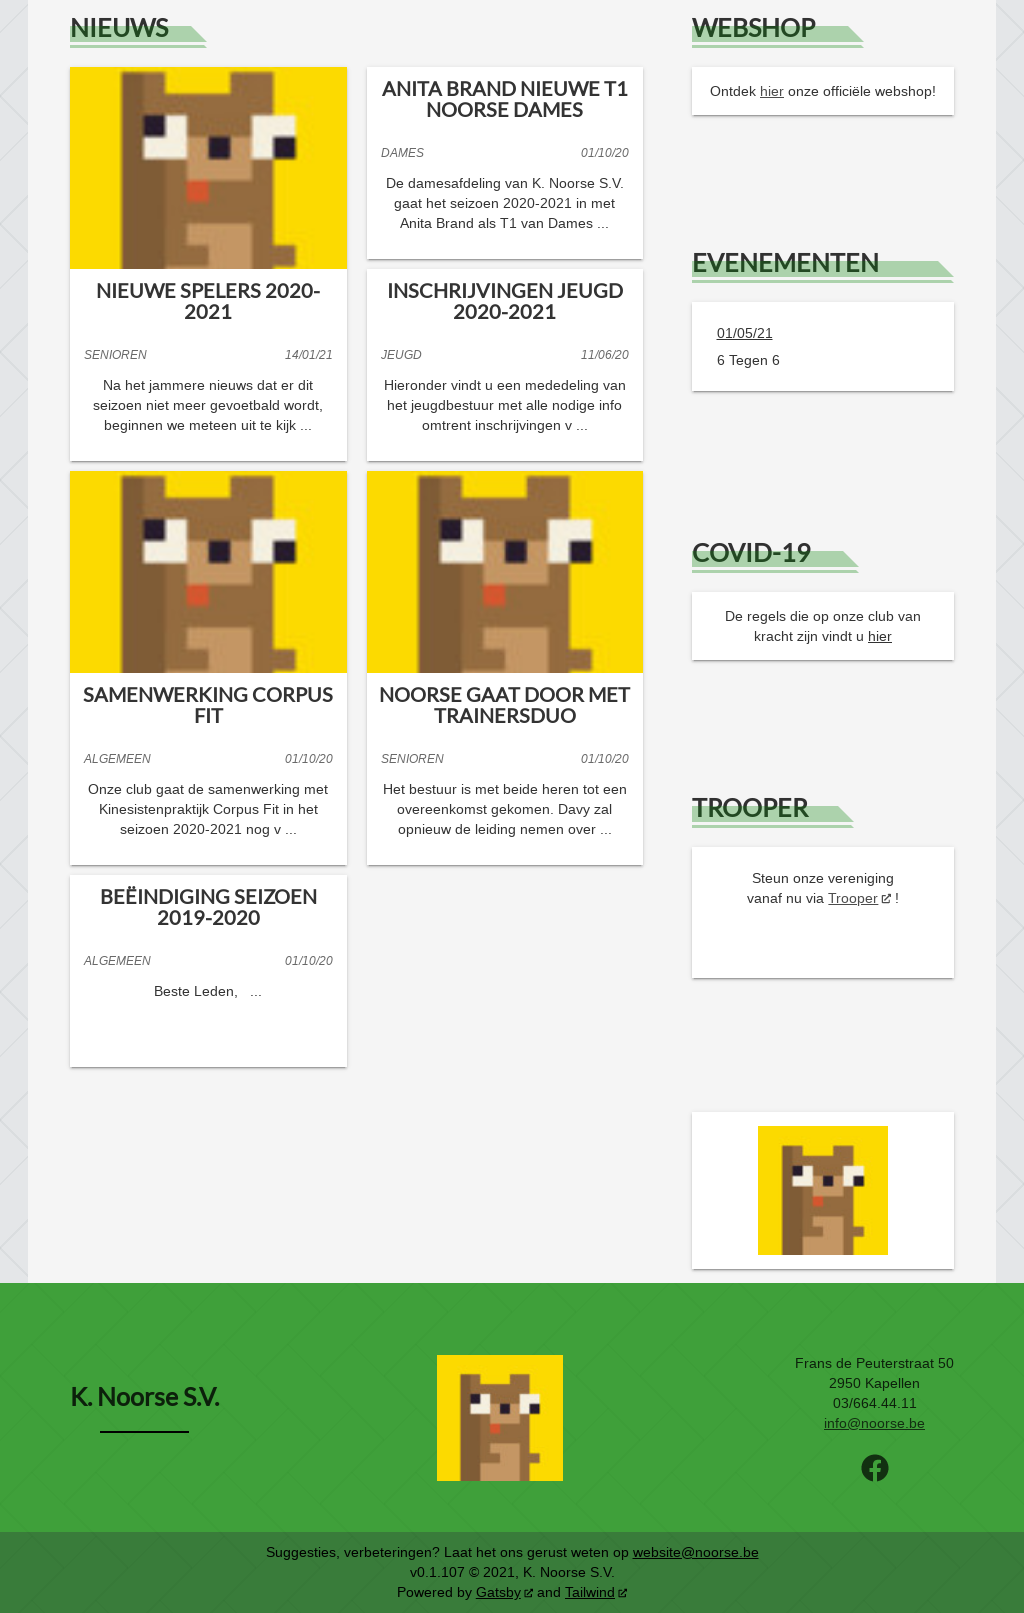 NIEUWS
NIEUWE SPELERS 2020-
2021
SENIOREN 14/01/21
Na het jammere nieuws dat er dit
seizoen niet meer gevoetbald wordt,
beginnen we meteen uit te kijk ...
ANITA BRAND NIEUWE T1
NOORSE DAMES
DAMES 01/10/20
De damesafdeling van K. Noorse S.V.
gaat het seizoen 2020-2021 in met
Anita Brand als T1 van Dames ...
INSCHRIJVINGEN JEUGD
2020-2021
JEUGD 11/06/20
Hieronder vindt u een mededeling van
het jeugdbestuur met alle nodige info
omtrent inschrijvingen v ...
SAMENWERKING CORPUS
FIT
ALGEMEEN 01/10/20
Onze club gaat de samenwerking met
Kinesistenpraktijk Corpus Fit in het
seizoen 2020-2021 nog v ...
NOORSE GAAT DOOR MET
TRAINERSDUO
SENIOREN 01/10/20
Het bestuur is met beide heren tot een
overeenkomst gekomen. Davy zal
opnieuw de leiding nemen over ...
BEËINDIGING SEIZOEN
2019-2020
ALGEMEEN 01/10/20
Beste Leden, ...
WEBSHOP
Ontdek hier onze officiële webshop!
EVENEMENTEN
01/05/21
6 Tegen 6
COVID-19
De regels die op onze club van
kracht zijn vindt u hier
TROOPER
Steun onze vereniging
vanaf nu via Trooper !
K. Noorse S.V.
Frans de Peuterstraat 50
2950 Kapellen
03/664.44.11
info@noorse.be
Suggesties, verbeteringen? Laat het ons gerust weten op website@noorse.be
v0.1.107 © 2021, K. Noorse S.V.
Powered by Gatsby and Tailwind